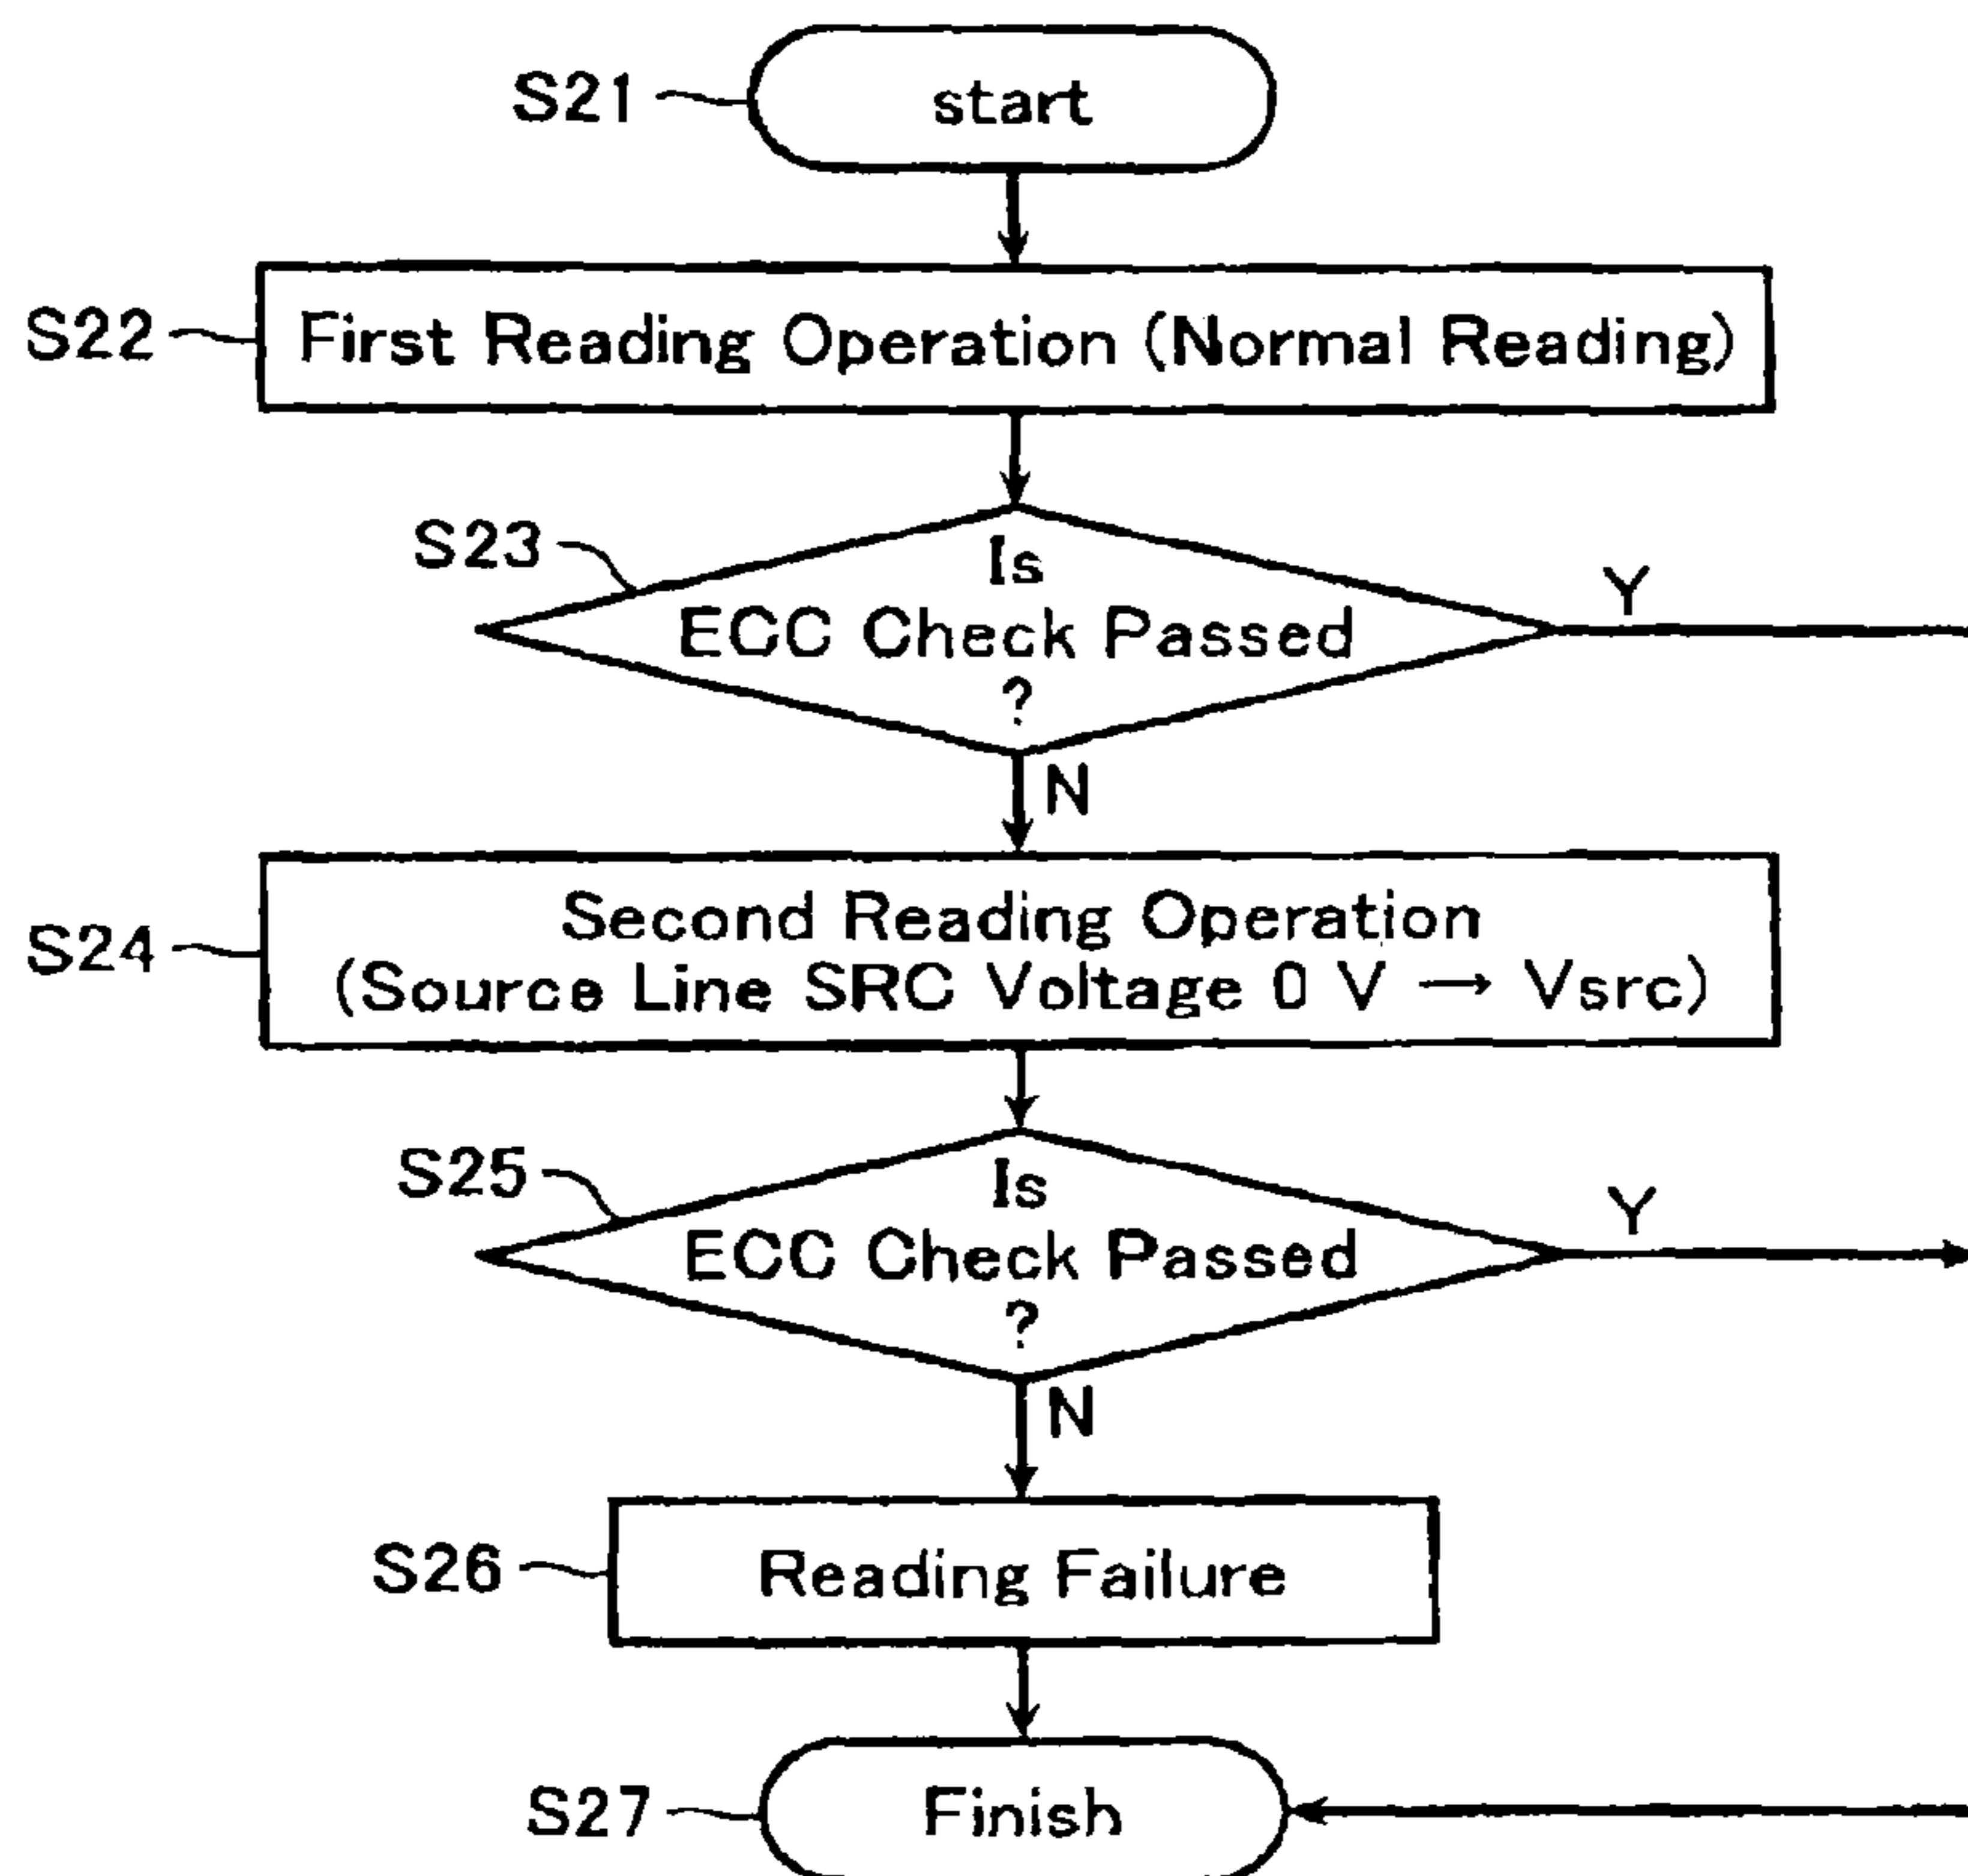 S21
start
S22
First Reading Operation (Normal Reading)
S23
Is
ECC Check Passed
?
Y
N
S24
Second Reading Operation
(Source Line SRC Voltage 0 V → Vsrc)
S25
Is
ECC Check Passed
?
Y
N
S26
Reading Failure
S27
Finish